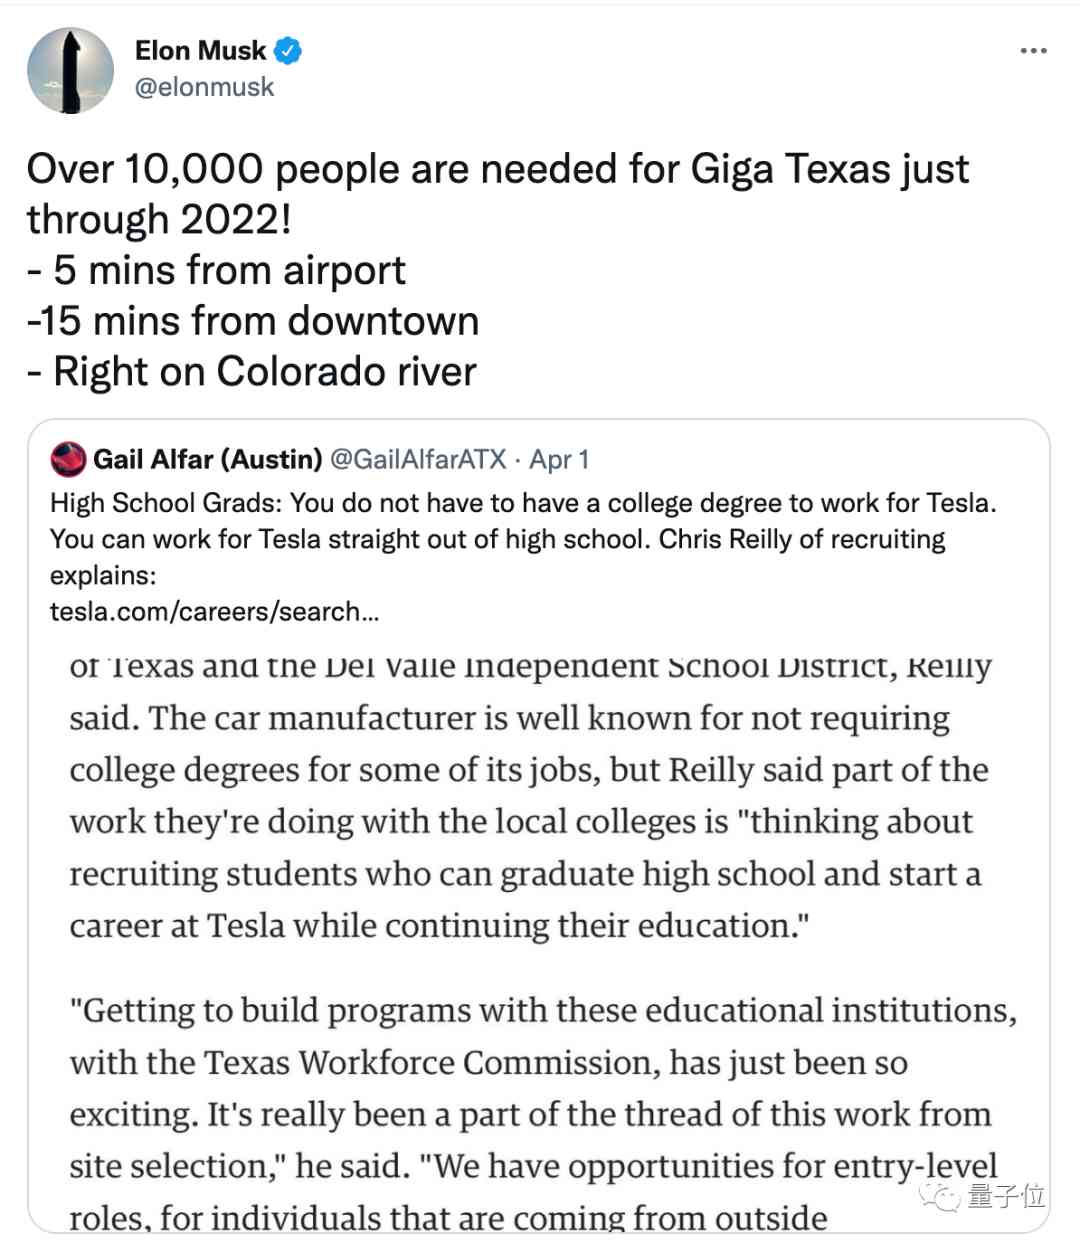 Elon Musk
@elonmusk
Over 10,000 people are needed for Giga Texas just
through 2022!
- 5 mins from airport
-15 mins from downtown
- Right on Colorado river
Gail Alfar (Austin) @GailAlfarATX · Apr 1
High School Grads: You do not have to have a college degree to work for Tesla.
You can work for Tesla straight out of high school. Chris Reilly of recruiting
explains:
tesla.com/careers/search...
of Texas and the Del Valle Independent School District, Reilly
said. The car manufacturer is well known for not requiring
college degrees for some of its jobs, but Reilly said part of the
work they're doing with the local colleges is "thinking about
recruiting students who can graduate high school and start a
career at Tesla while continuing their education."
"Getting to build programs with these educational institutions,
with the Texas Workforce Commission, has just been so
exciting. It's really been a part of the thread of this work from
site selection," he said. "We have opportunities for entry-level
roles, for individuals that are coming from outside
量子位